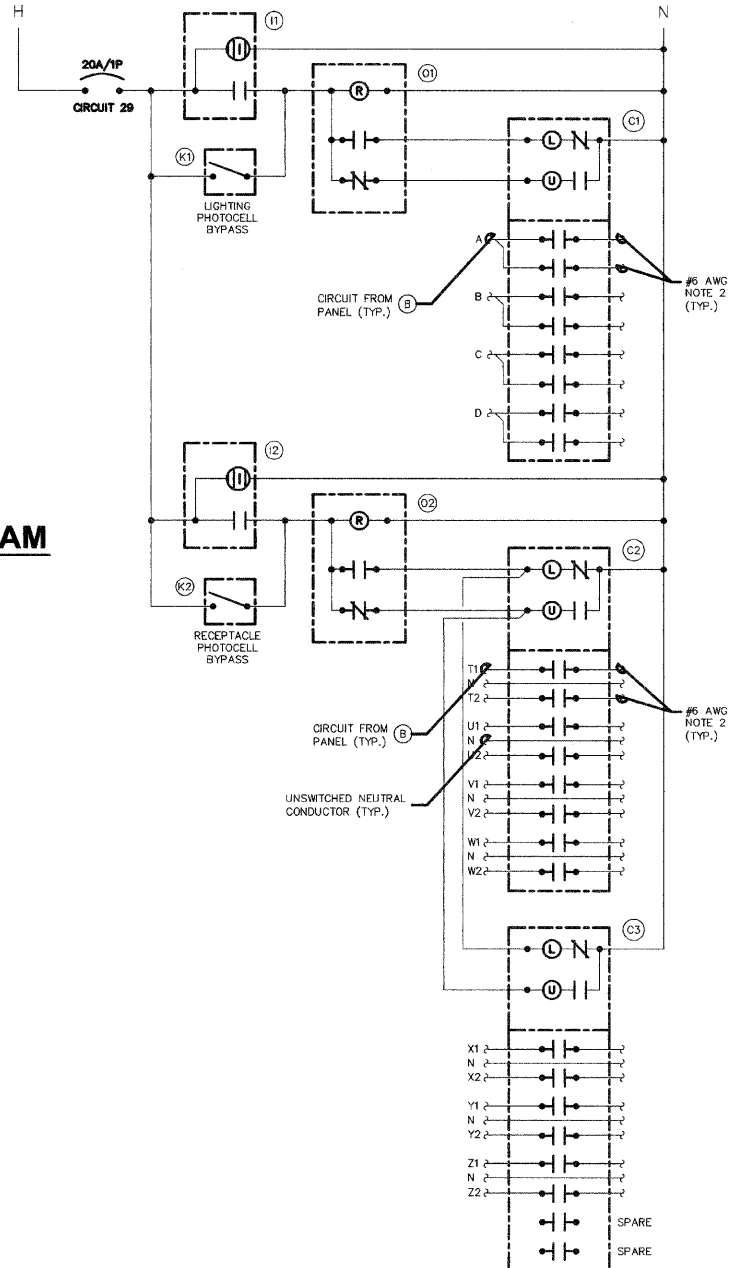 H
N
I1
20A/1P
CIRCUIT 29
R
O1
K1
LIGHTING
PHOTOCELL
BYPASS
C1
L
U
A
CIRCUIT FROM
PANEL (TYP.) B
#6 AWG
NOTE 2
(TYP.)
B
C
D
I2
AM
R
O2
K2
RECEPTACLE
PHOTOCELL
BYPASS
C2
L
U
T1
N
T2
CIRCUIT FROM
PANEL (TYP.) B
#6 AWG
NOTE 2
(TYP.)
U1
N
U2
UNSWITCHED NEUTRAL
CONDUCTOR (TYP.)
V1
N
V2
W1
N
W2
C3
L
U
X1
N
X2
Y1
N
Y2
Z1
N
Z2
SPARE
SPARE